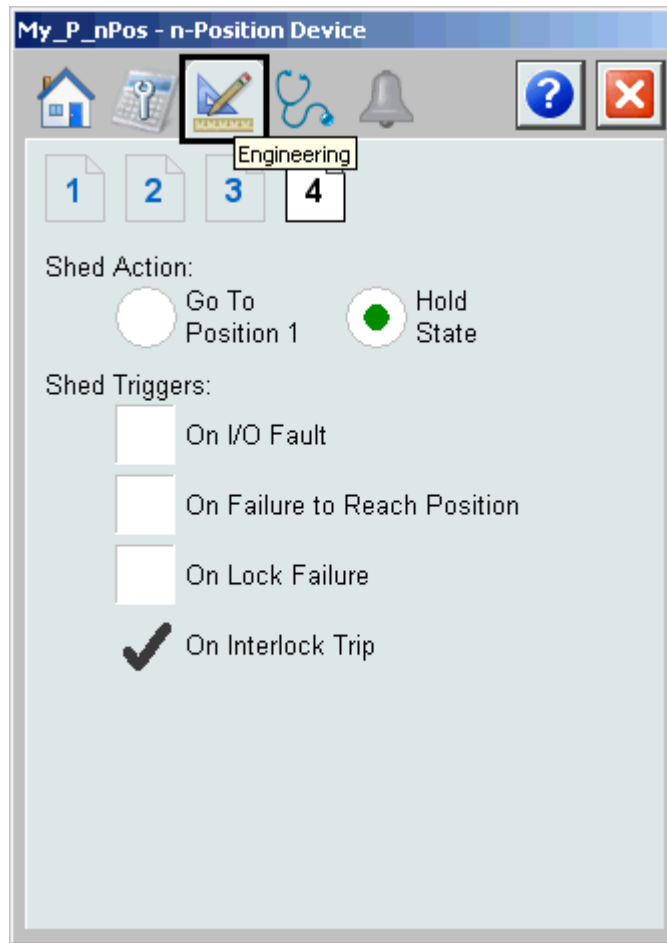 My_P_nPos - n-Position Device
?
Engineering
1 2 3 4
Shed Action:
Go To
Position 1
Hold
State
Shed Triggers:
On I/O Fault
On Failure to Reach Position
On Lock Failure
On Interlock Trip